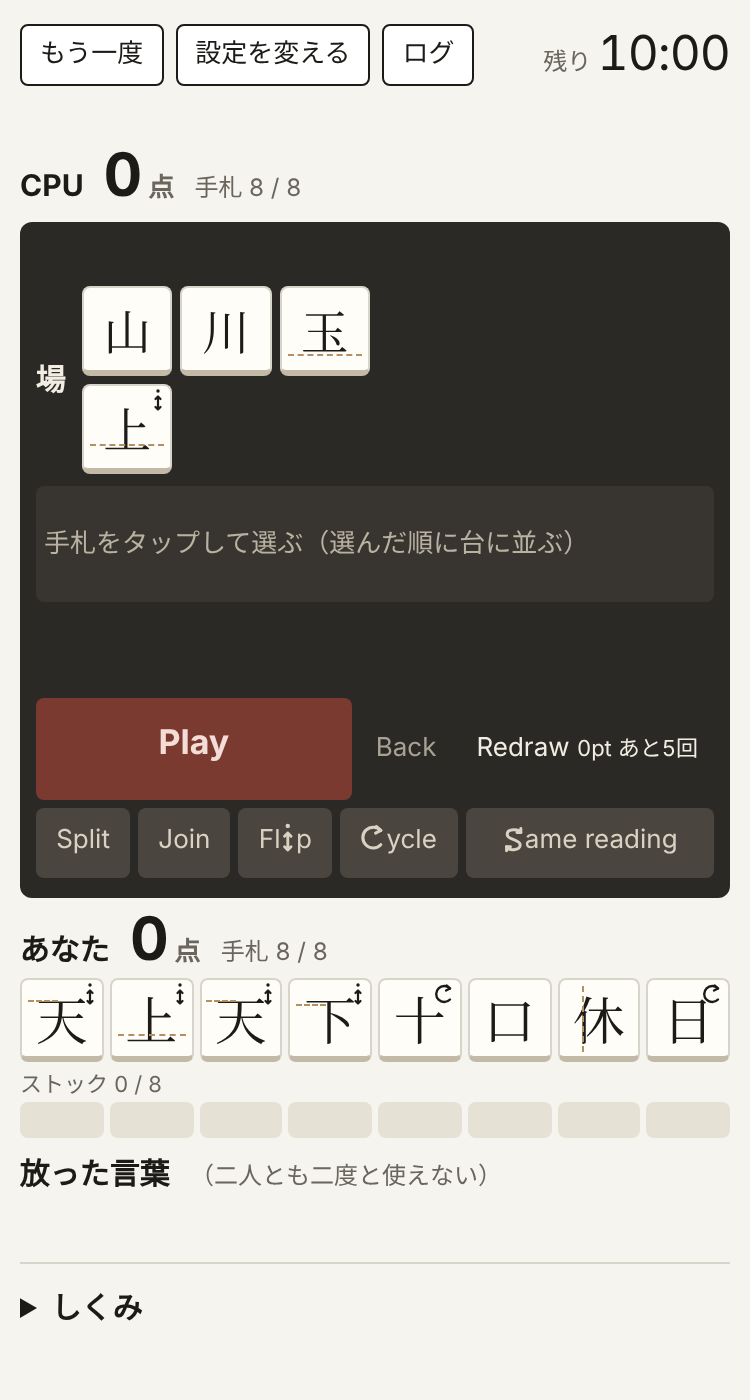 もう一度 設定を変える ログ 残り 10:00
CPU 0 点 手札 8 / 8
場
山 川 玉
上
手札をタップして選ぶ（選んだ順に台に並ぶ）
Play Back Redraw 0pt あと5回
Split Join Flip Cycle Same reading
あなた 0 点 手札 8 / 8
天 上 天 下 十 口 休 日
ストック 0 / 8
放った言葉 （二人とも二度と使えない）
しくみ